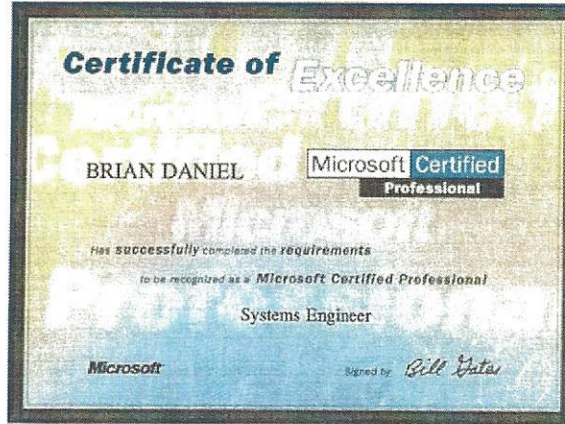 Certificate of Excellence
BRIAN DANIEL
Microsoft Certified
Professional
Has successfully completed the requirements
to be recognized as a Microsoft Certified Professional
Systems Engineer
Microsoft
Signed by Bill Gates